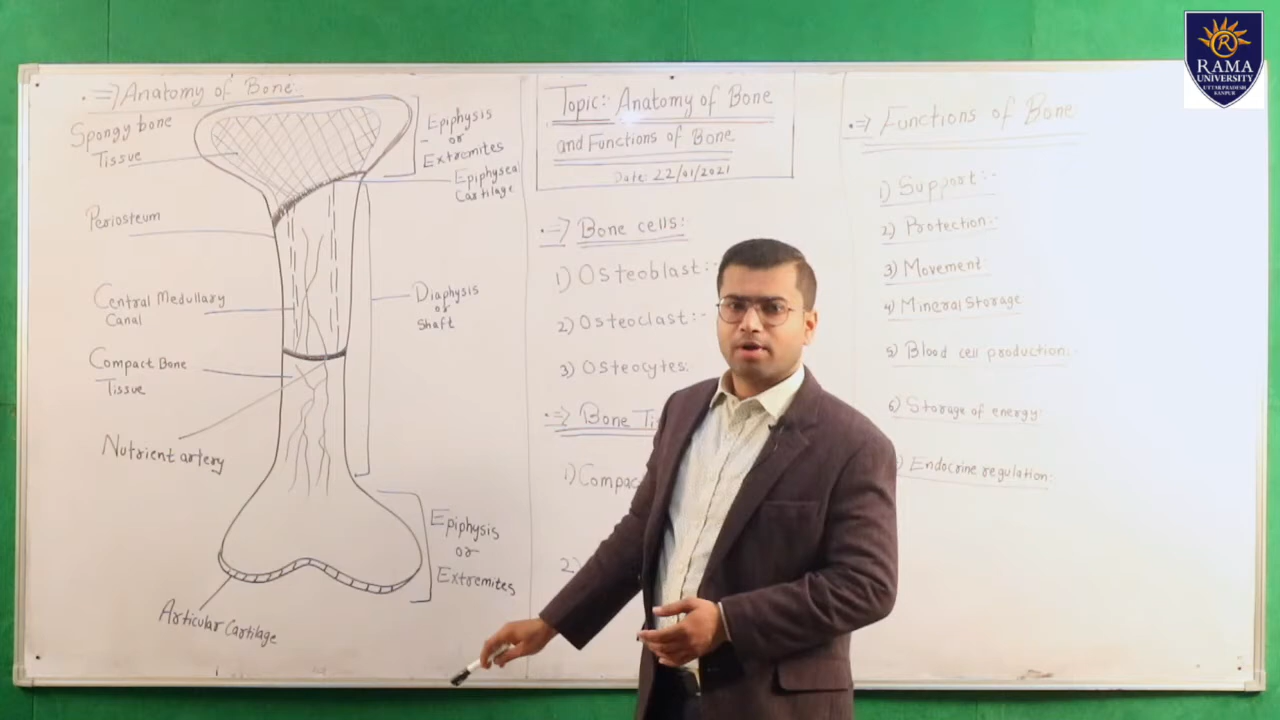 ⇒ Anatomy of Bone:
Spongy bone
Tissue
Periosteum
Central Medullary
Canal
Compact Bone
Tissue
Nutrient artery
Articular Cartilage
Epiphysis
or
Extremites
Epiphyseal
Cartilage
Diaphysis
or
Shaft
Epiphysis
or
Extremites
Topic: Anatomy of Bone
and Functions of Bone
Date: 22/01/2021
⇒ Bone cells:
1) Osteoblast:
2) Osteoclast:-
3) Osteocytes:
⇒ Bone
1) 
2)
⇒ Functions of Bone
1) Support:-
2) Protection:-
3) Movement
4) Mineral Storage
5) Blood cell production:
6) Storage of energy:
Endocrine regulation:
R
RAMA
UNIVERSITY
UTTAR PRADESH
KANPUR